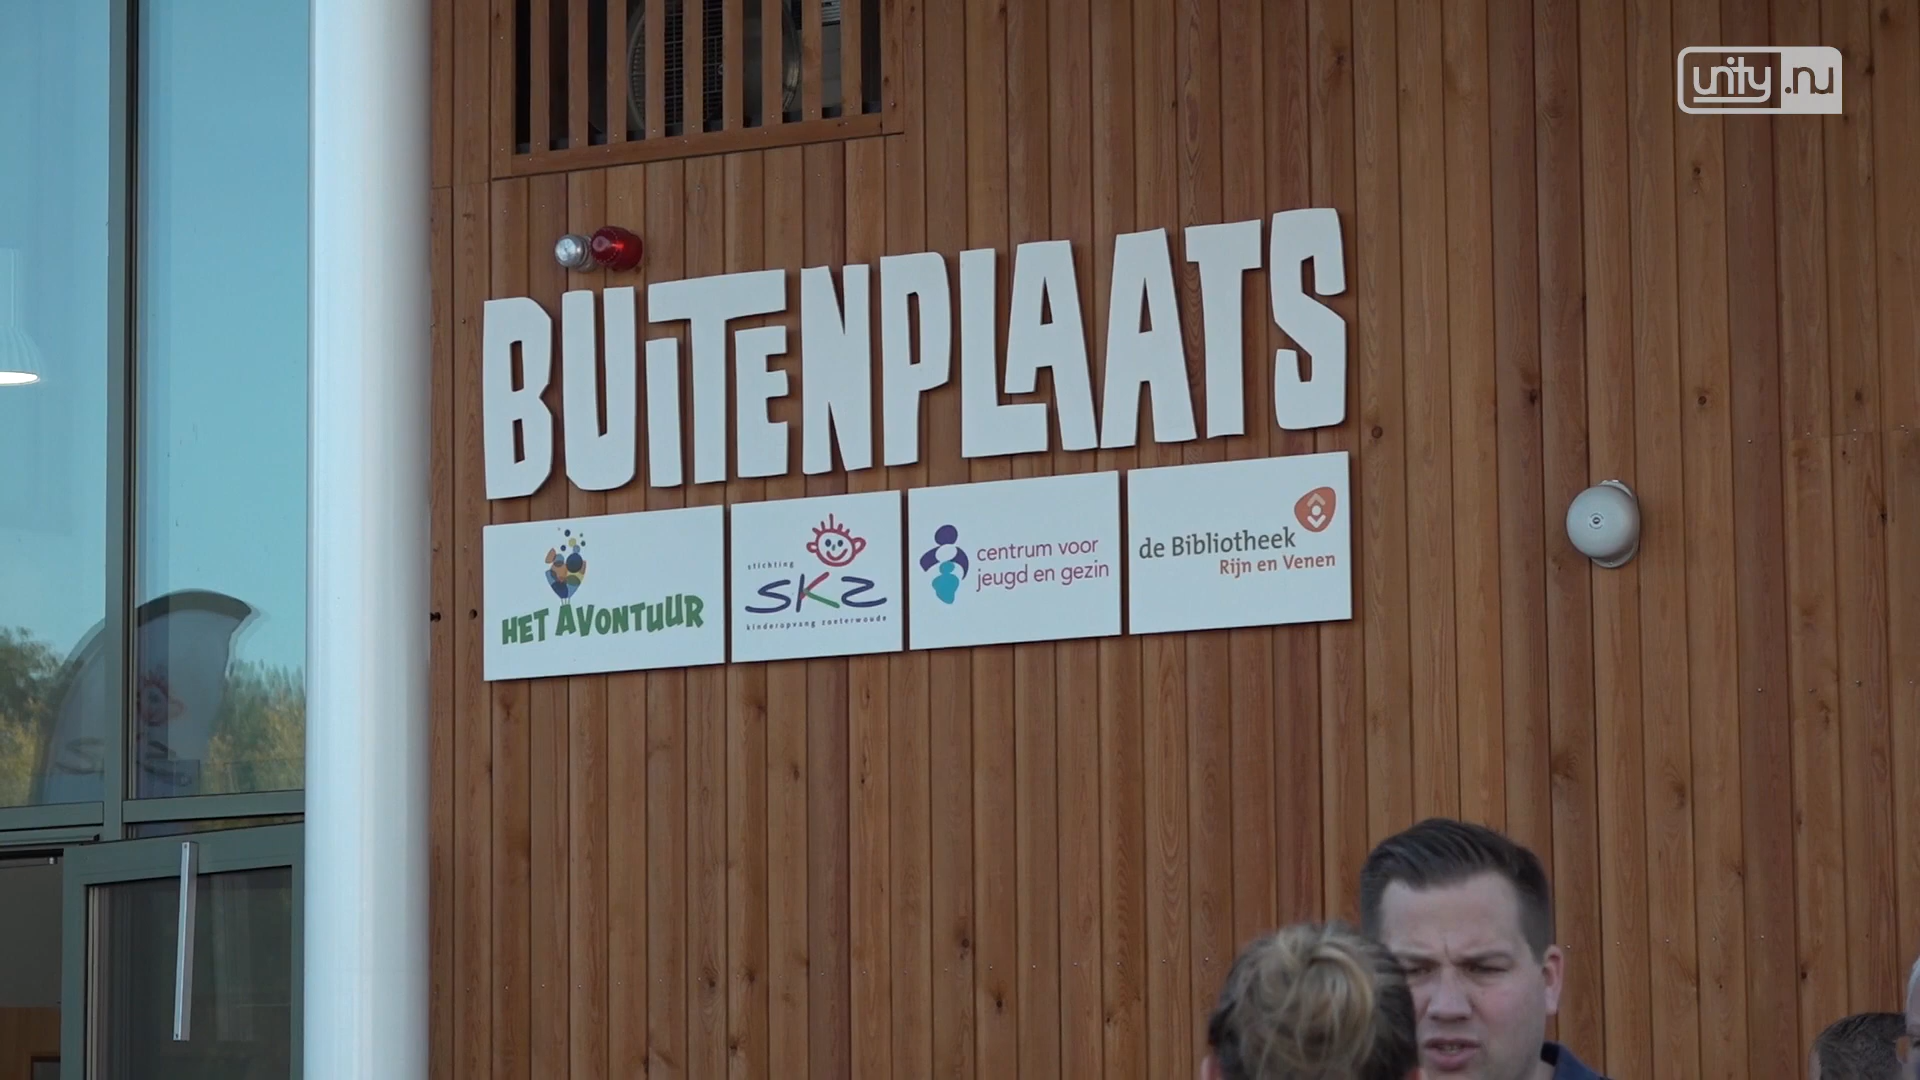 unity.nu
BUiTENPLAATS
HET AVONTUUR
stichting
SKZ
kinderopvang zoeterwoude
centrum voor
jeugd en gezin
de Bibliotheek
Rijn en Venen